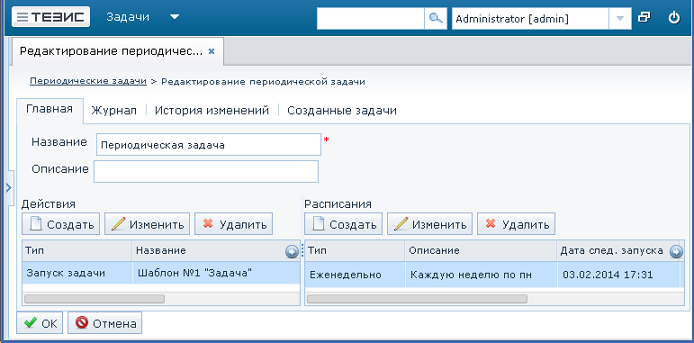 ТЕЗИС Задачи Administrator [admin]
Редактирование периодичес... ×
Периодические задачи > Редактирование периодической задачи
Главная Журнал История изменений Созданные задачи
Название Периодическая задача *
Описание
Действия Расписания
Создать Изменить Удалить Создать Изменить Удалить
Тип Название Тип Описание Дата след. запуска
Запуск задачи Шаблон №1 "Задача" Еженедельно Каждую неделю по пн 03.02.2014 17:31
OK Отмена